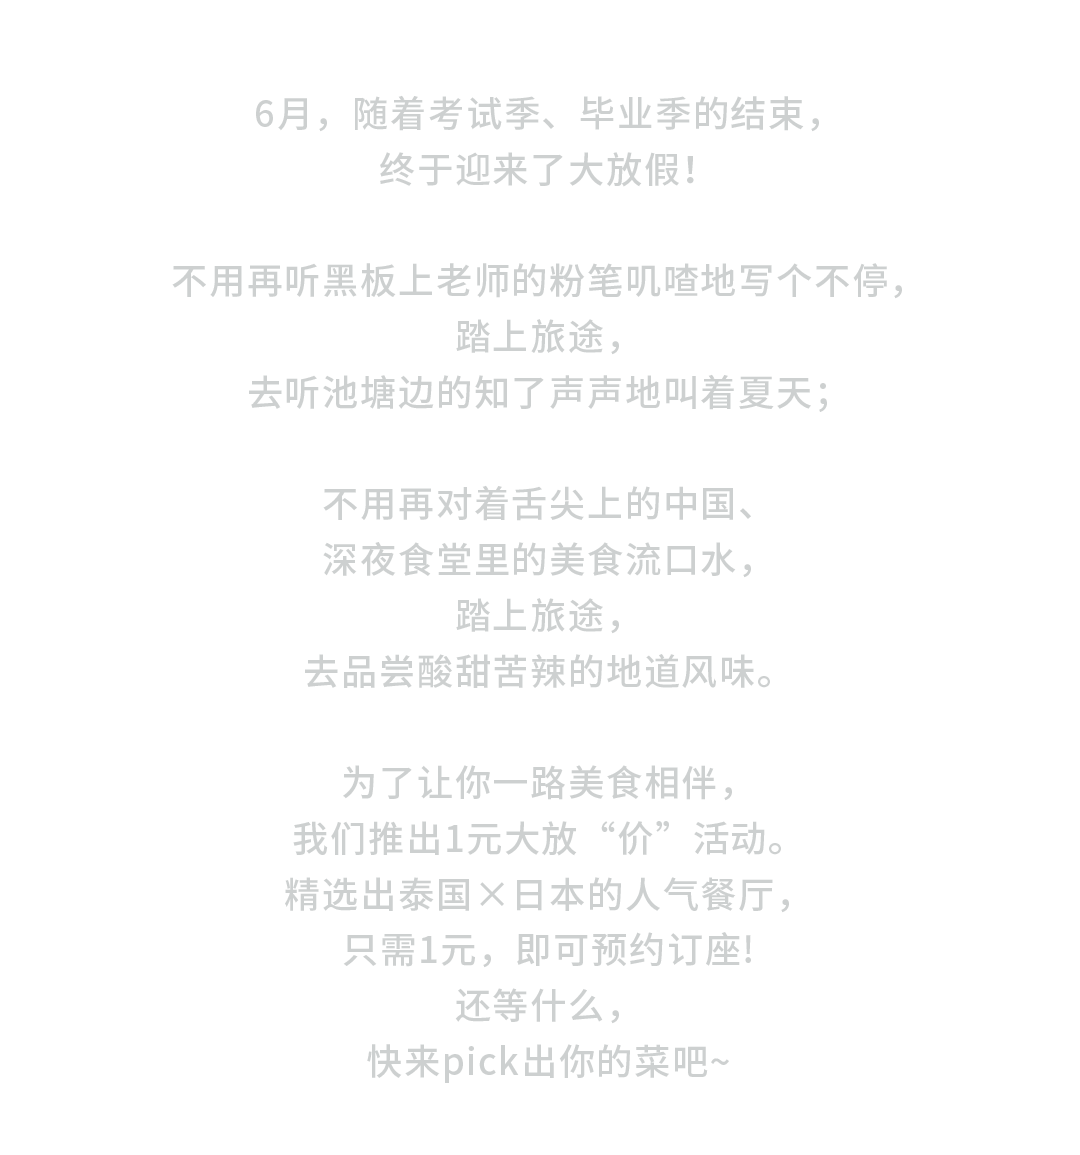 6月，随着考试季、毕业季的结束，
终于迎来了大放假！
不用再听黑板上老师的粉笔叽喳地写个不停，
踏上旅途，
去听池塘边的知了声声地叫着夏天；
不用再对着舌尖上的中国、
深夜食堂里的美食流口水，
踏上旅途，
去品尝酸甜苦辣的地道风味。
为了让你一路美食相伴，
我们推出1元大放“价”活动。
精选出泰国×日本的人气餐厅，
只需1元，即可预约订座!
还等什么，
快来pick出你的菜吧~